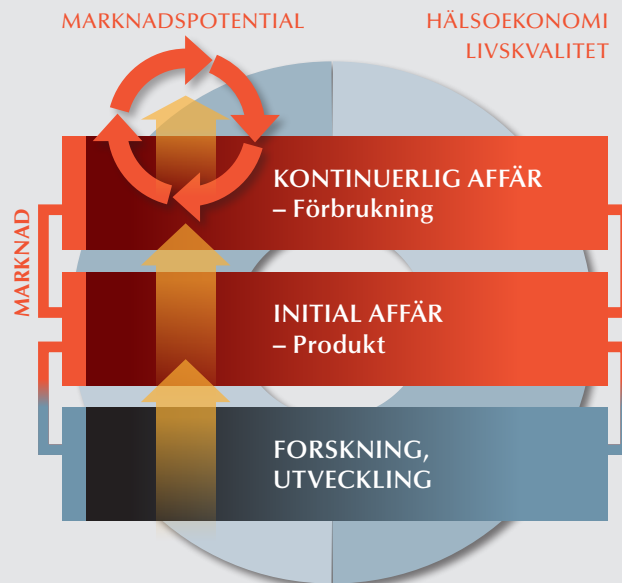 MARKNADSPOTENTIAL
HÄLSOEKONOMI
LIVSKVALITET
MARKNAD
KONTINUERLIG AFFÄR
– Förbrukning
INITIAL AFFÄR
– Produkt
FORSKNING,
UTVECKLING